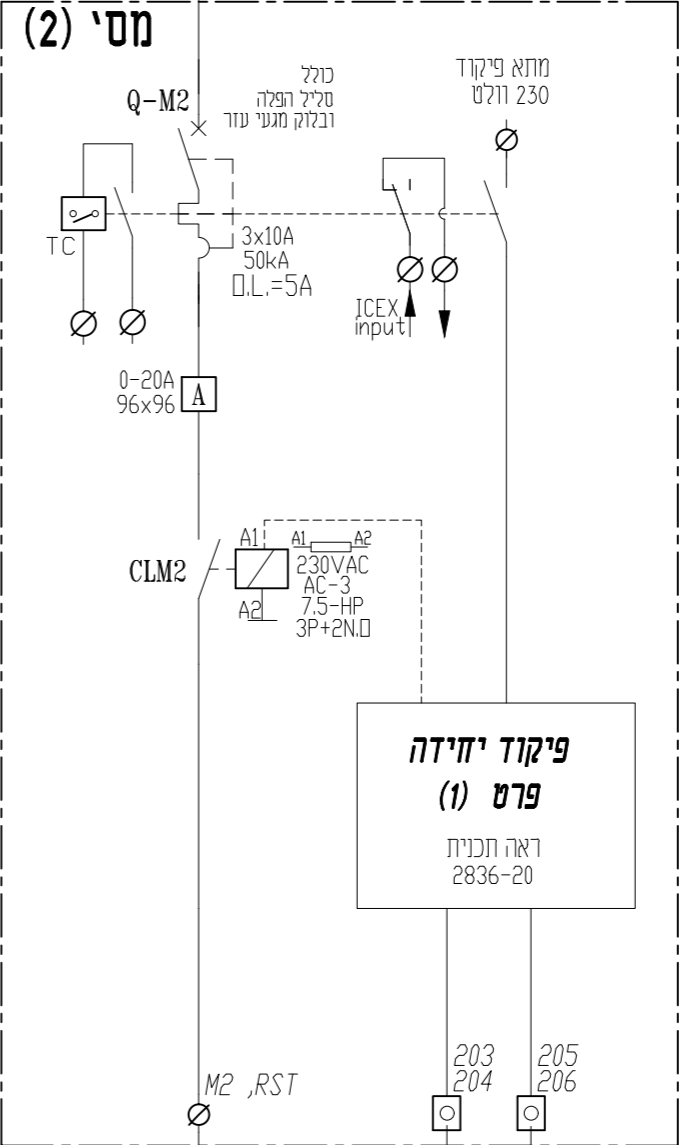 מס' (2)
כולל
סליל הפלה
ובלוק מגעי עזר
Q-M2
מתא פיקוד
230 וולט
TC
3x10A
50kA
O.L.=5A
ICEX
input
0-20A
96x96
A
CLM2
A1
A2
A1 A2
230VAC
AC-3
7.5-HP
3P+2N.O
פיקוד יחידה
פרט (1)
ראה תכנית
2836-20
M2 ,RST
203
204
205
206